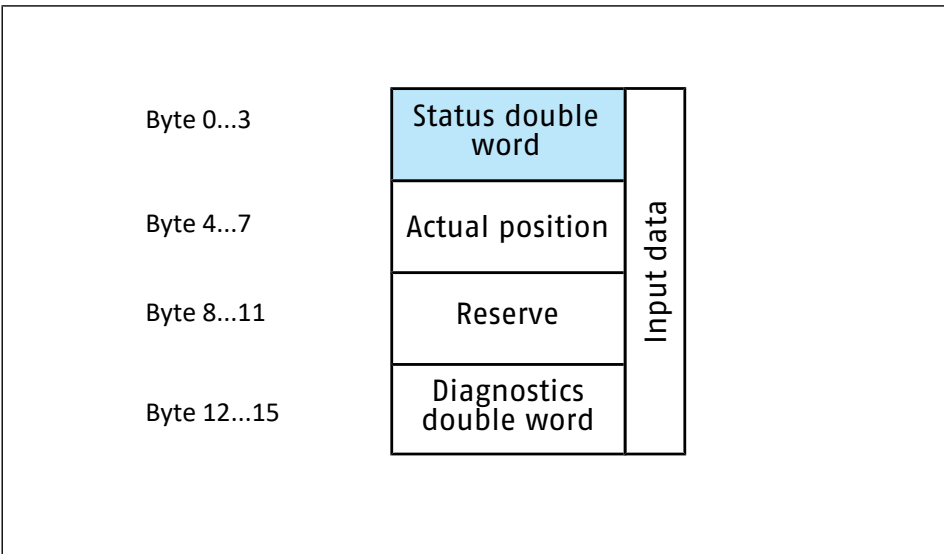 Byte 0...3
Status double
word
Byte 4...7
Actual position
Byte 8...11
Reserve
Byte 12...15
Diagnostics
double word
Input data